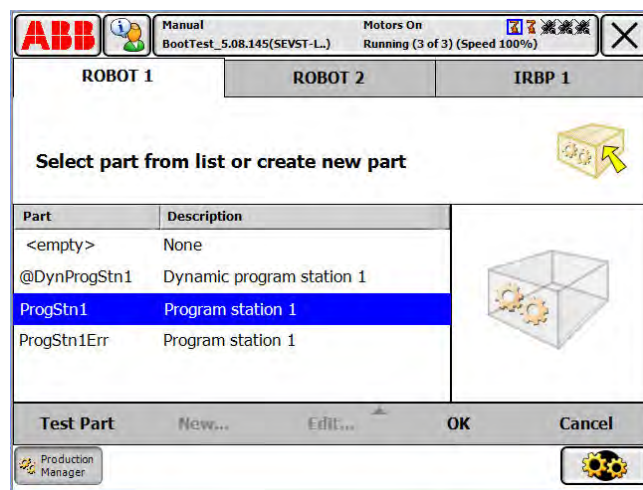 ABB
Manual Motors On
BootTest_5.08.145(SEVST-L..) Running (3 of 3) (Speed 100%)
ROBOT 1 ROBOT 2 IRBP 1
Select part from list or create new part
Part Description
<empty> None
@DynProgStn1 Dynamic program station 1
ProgStn1 Program station 1
ProgStn1Err Program station 1
Test Part New... Edit... OK Cancel
Production
Manager